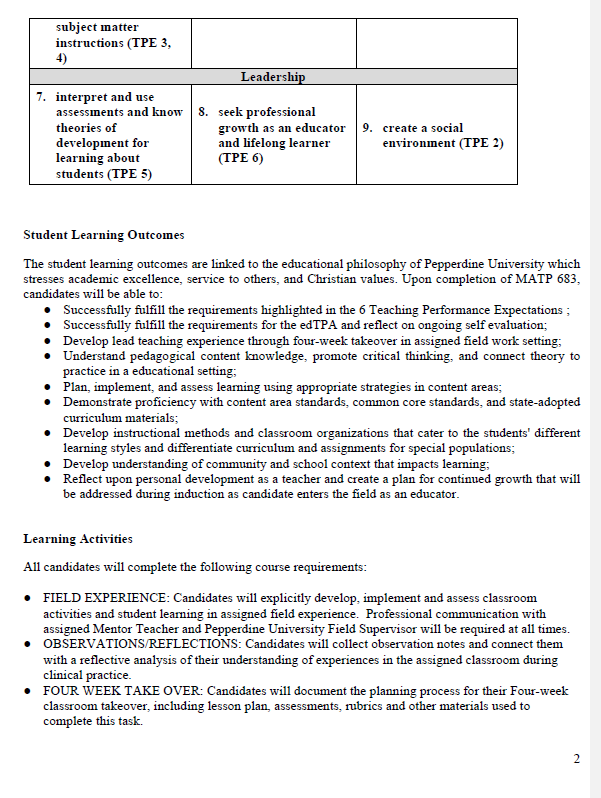 subject matter
instructions (TPE 3,
4)
Leadership
7. interpret and use
assessments and know
theories of
development for
learning about
students (TPE 5)
8. seek professional
growth as an educator
and lifelong learner
(TPE 6)
9. create a social
environment (TPE 2)
Student Learning Outcomes
The student learning outcomes are linked to the educational philosophy of Pepperdine University which
stresses academic excellence, service to others, and Christian values. Upon completion of MATP 683,
candidates will be able to:
● Successfully fulfill the requirements highlighted in the 6 Teaching Performance Expectations ;
● Successfully fulfill the requirements for the edTPA and reflect on ongoing self evaluation;
● Develop lead teaching experience through four-week takeover in assigned field work setting;
● Understand pedagogical content knowledge, promote critical thinking, and connect theory to
practice in a educational setting;
● Plan, implement, and assess learning using appropriate strategies in content areas;
● Demonstrate proficiency with content area standards, common core standards, and state-adopted
curriculum materials;
● Develop instructional methods and classroom organizations that cater to the students' different
learning styles and differentiate curriculum and assignments for special populations;
● Develop understanding of community and school context that impacts learning;
● Reflect upon personal development as a teacher and create a plan for continued growth that will
be addressed during induction as candidate enters the field as an educator.
Learning Activities
All candidates will complete the following course requirements:
● FIELD EXPERIENCE: Candidates will explicitly develop, implement and assess classroom
activities and student learning in assigned field experience. Professional communication with
assigned Mentor Teacher and Pepperdine University Field Supervisor will be required at all times.
● OBSERVATIONS/REFLECTIONS: Candidates will collect observation notes and connect them
with a reflective analysis of their understanding of experiences in the assigned classroom during
clinical practice.
● FOUR WEEK TAKE OVER: Candidates will document the planning process for their Four-week
classroom takeover, including lesson plan, assessments, rubrics and other materials used to
complete this task.
2